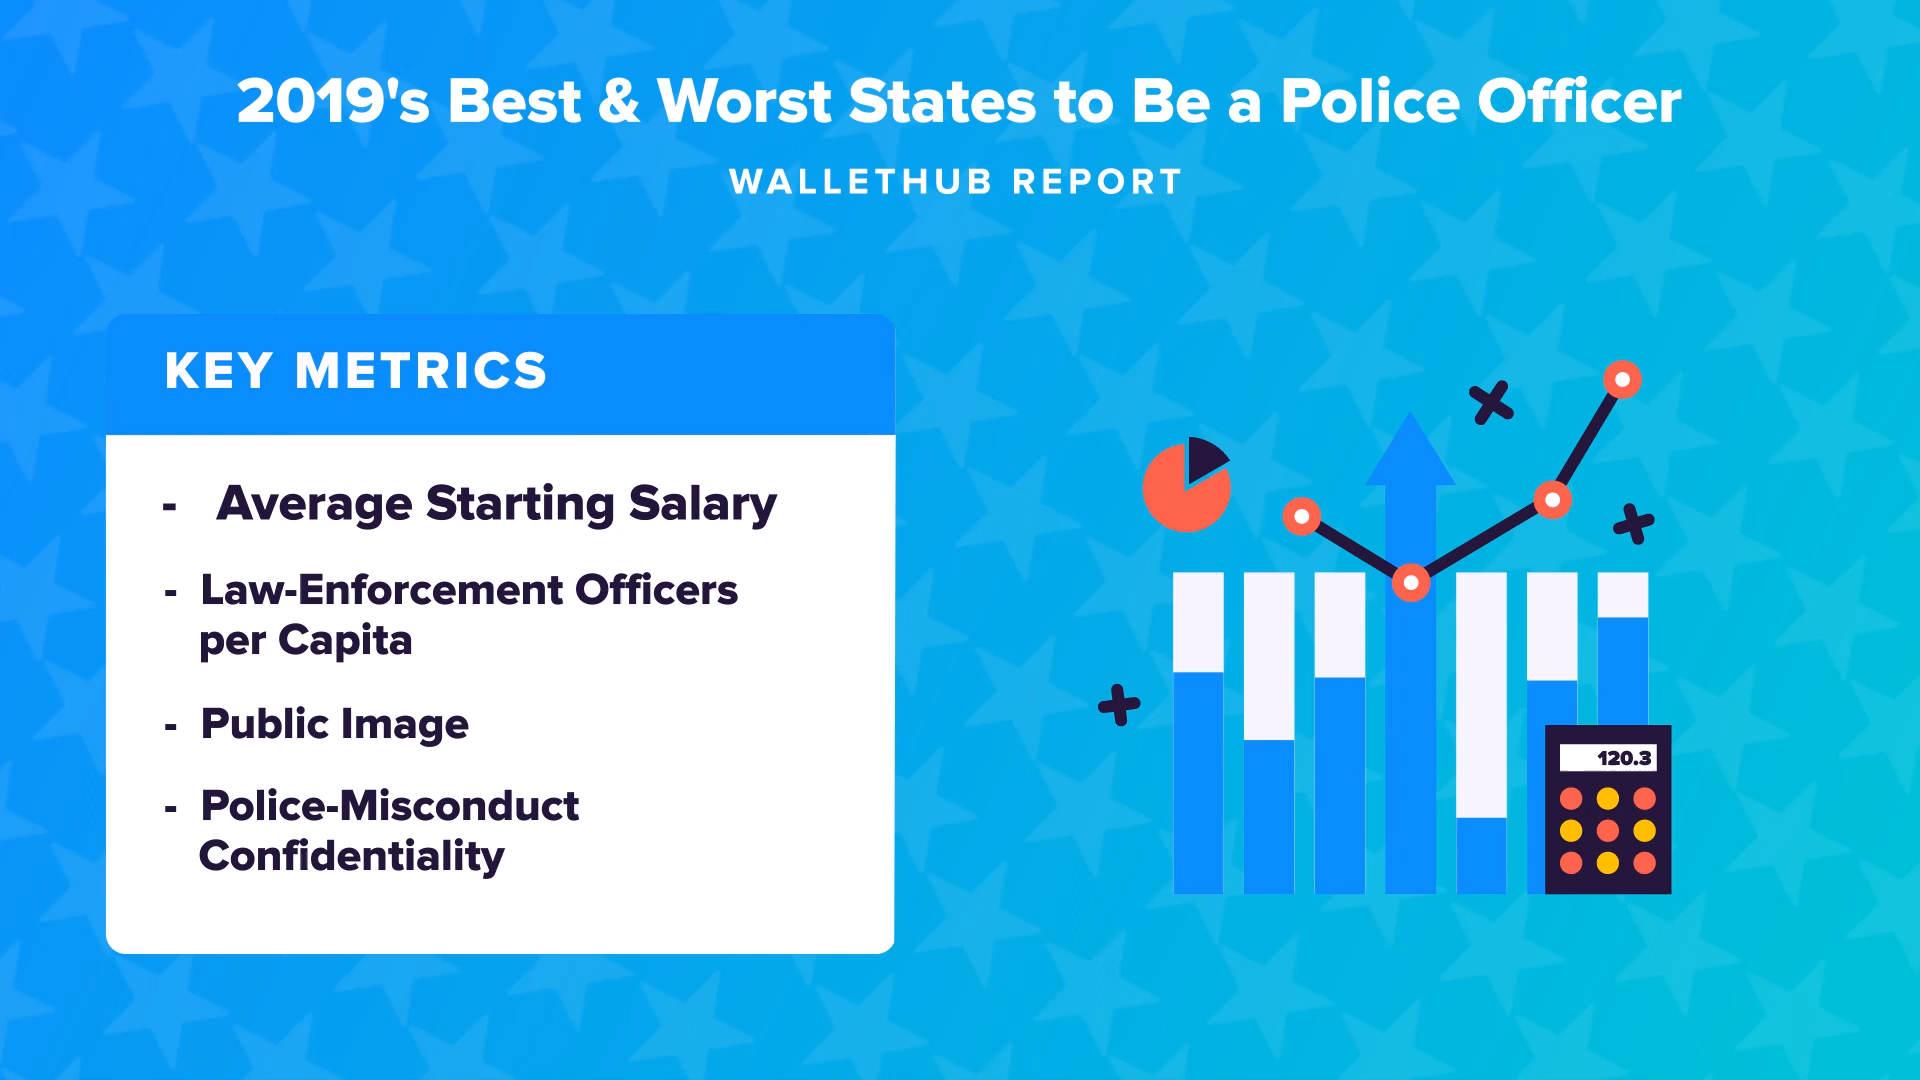 2019's Best & Worst States to Be a Police Officer
WALLETHUB REPORT
KEY METRICS
- Average Starting Salary
- Law-Enforcement Officers
per Capita
- Public Image
- Police-Misconduct
Confidentiality
120.3